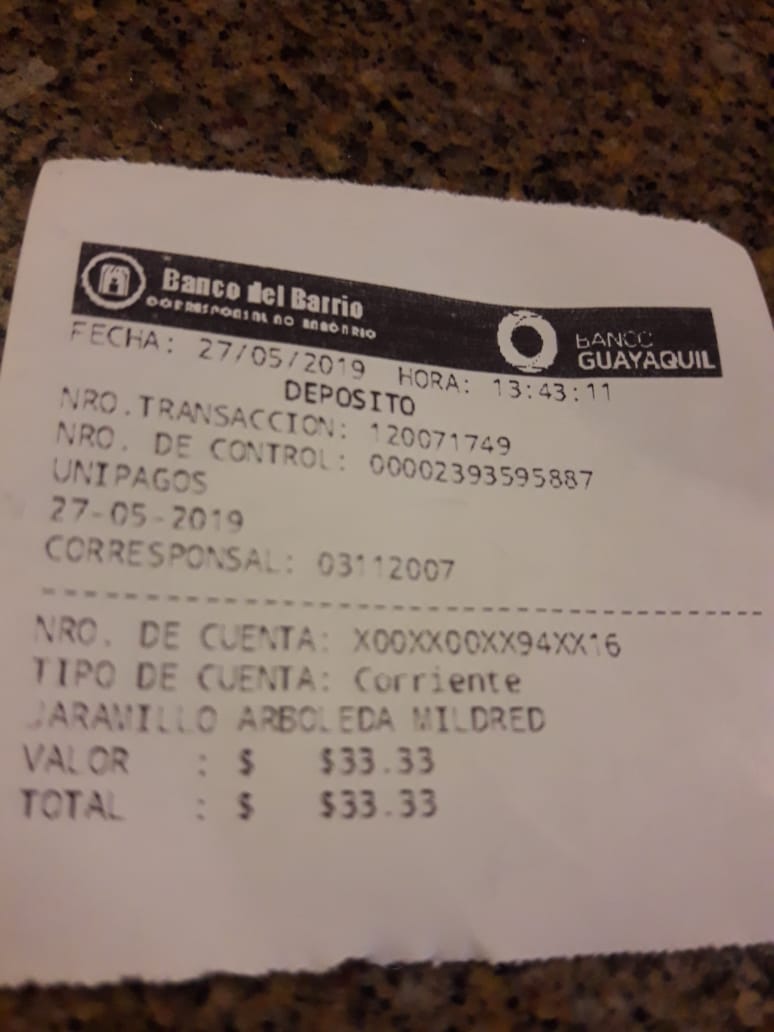 Banco del Barrio
CORRESPONSAL NO BANCARIO
BANCO
GUAYAQUIL
FECHA: 27/05/2019 HORA: 13:43:11
DEPOSITO
NRO.TRANSACCION: 120071749
NRO. DE CONTROL: 000002393595887
UNIPAGOS
27-05-2019
CORRESPONSAL: 03112007
NRO. DE CUENTA: X00XX00XX94XX16
TIPO DE CUENTA: Corriente
JARAMILLO ARBOLEDA MILDRED
VALOR : $ $33.33
TOTAL : $ $33.33